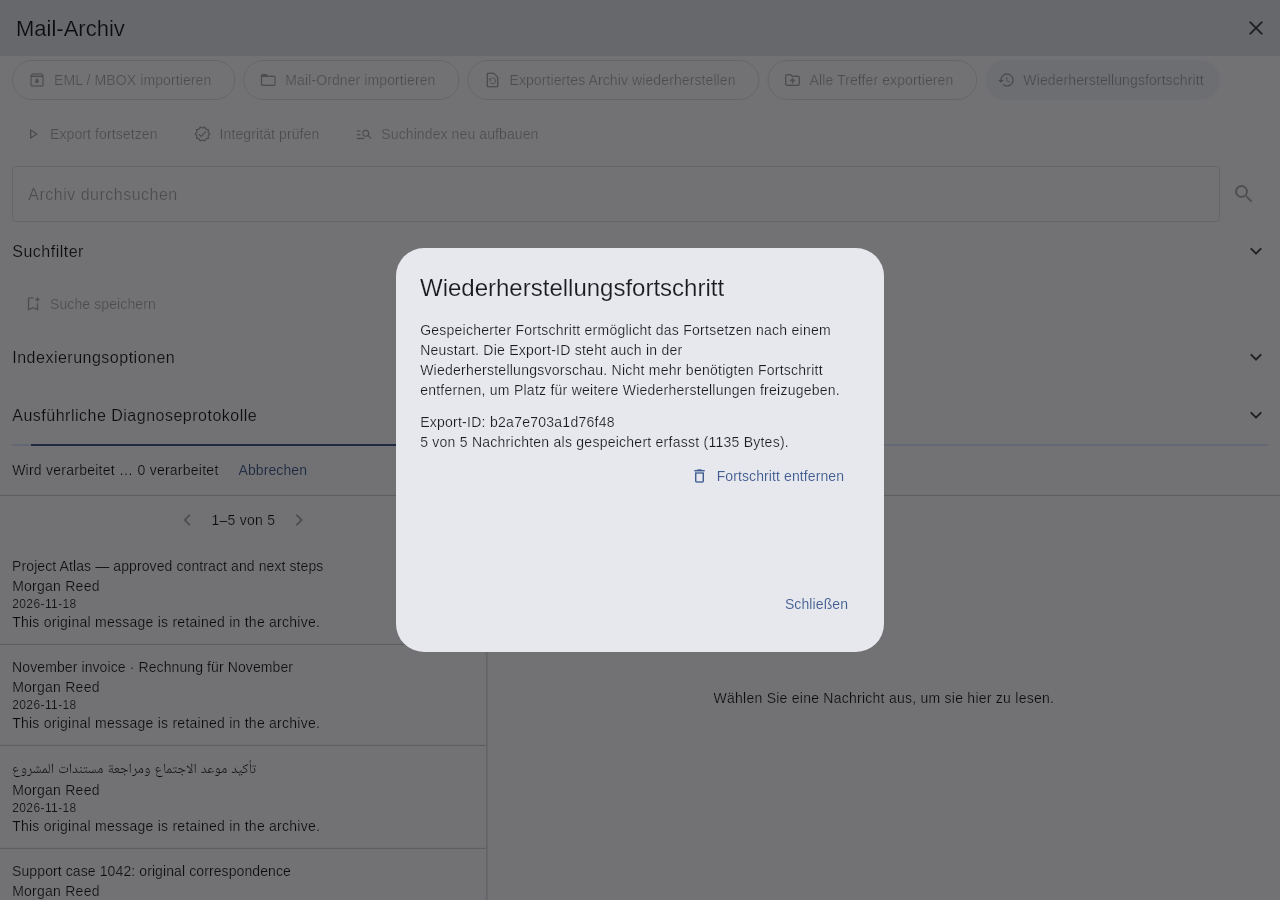 Mail-Archiv
EML / MBOX importieren
Mail-Ordner importieren
Exportiertes Archiv wiederherstellen
Alle Treffer exportieren
Wiederherstellungsfortschritt
Export fortsetzen
Integrität prüfen
Suchindex neu aufbauen
Archiv durchsuchen
Suchfilter
Suche speichern
Indexierungsoptionen
Ausführliche Diagnoseprotokolle
Wird verarbeitet … 0 verarbeitet
Abbrechen
1–5 von 5
Project Atlas — approved contract and next steps
Morgan Reed
2026-11-18
This original message is retained in the archive.
November invoice · Rechnung für November
Morgan Reed
2026-11-18
This original message is retained in the archive.
تأكيد موعد الاجتماع ومراجعة مستندات المشروع
Morgan Reed
2026-11-18
This original message is retained in the archive.
Support case 1042: original correspondence
Morgan Reed
Wählen Sie eine Nachricht aus, um sie hier zu lesen.
Wiederherstellungsfortschritt
Gespeicherter Fortschritt ermöglicht das Fortsetzen nach einem
Neustart. Die Export-ID steht auch in der
Wiederherstellungsvorschau. Nicht mehr benötigten Fortschritt
entfernen, um Platz für weitere Wiederherstellungen freizugeben.
Export-ID: b2a7e703a1d76f48
5 von 5 Nachrichten als gespeichert erfasst (1135 Bytes).
Fortschritt entfernen
Schließen